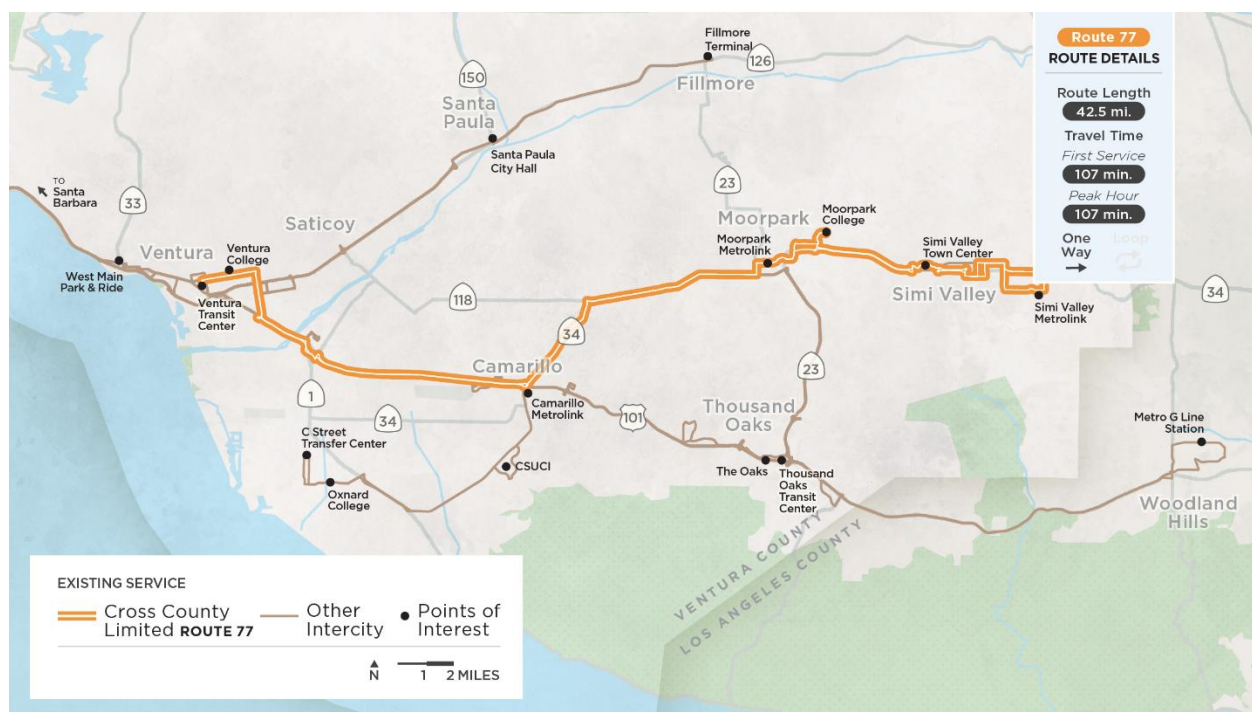 Route 77
ROUTE DETAILS
Route Length
42.5 mi.
Travel Time
First Service
107 min.
Peak Hour
107 min.
One
Way
Loop
Fillmore
Terminal
126
Fillmore
150
Santa
Paula
Santa Paula
City Hall
TO
Santa
Barbara
33
Saticoy
Ventura
Ventura
College
West Main
Park & Ride
Ventura
Transit
Center
23
Moorpark
Moorpark
College
Moorpark
Metrolink
Simi Valley
Town Center
Simi Valley
Simi Valley
Metrolink
34
118
34
Camarillo
Camarillo
Metrolink
1
34
101
23
Thousand
Oaks
C Street
Transfer Center
Oxnard
College
CSUCI
The Oaks
Thousand
Oaks
Transit
Center
Metro G Line
Station
Woodland
Hills
VENTURA COUNTY
LOS ANGELES COUNTY
EXISTING SERVICE
Cross County
Limited ROUTE 77
Other
Intercity
Points of
Interest
N
1 2 MILES